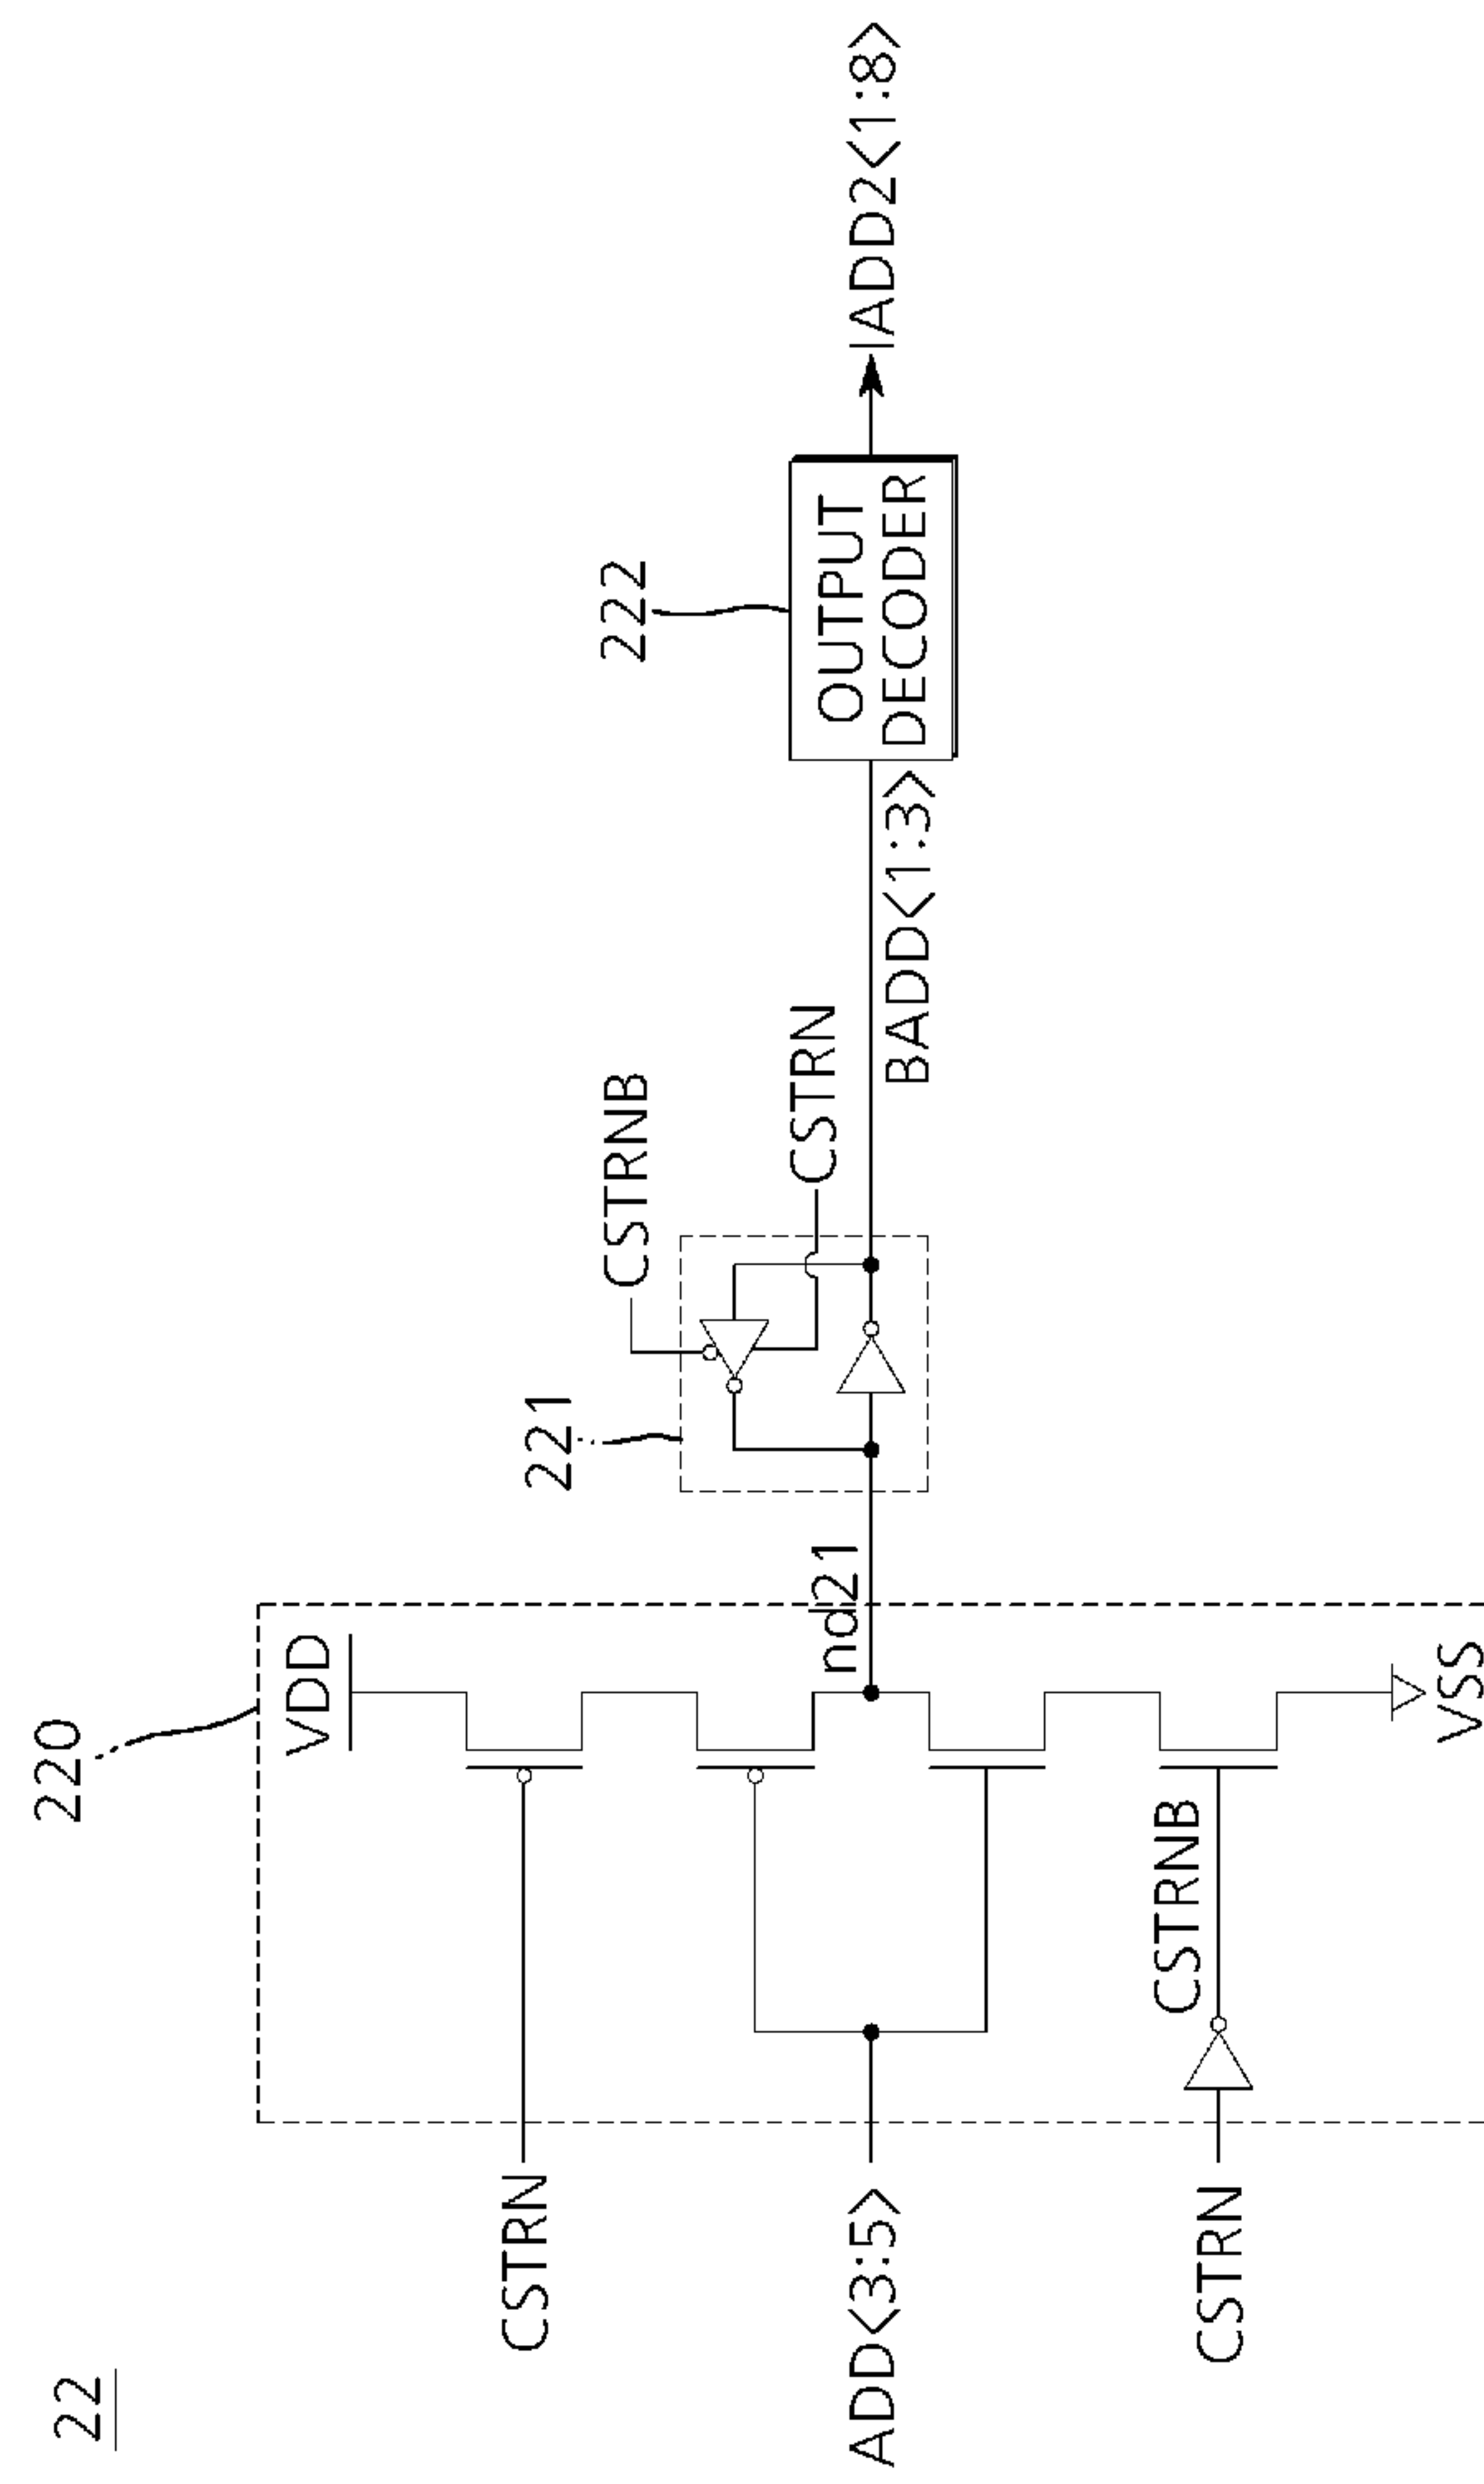 22
220
VDD
CSTRN
222
CSTRNB
221
CSTRN
nd21
ADD<3:5>
BADD<1:3>
OUTPUT
DECODER
IADD2<1:8>
CSTRNB
CSTRN
VSS